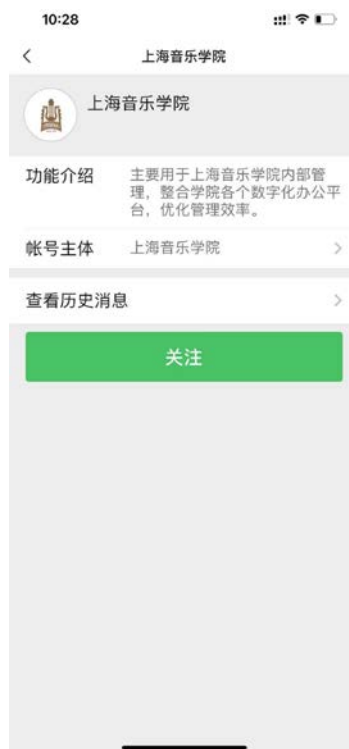 10:28
上海音乐学院
上海音乐学院
功能介绍 主要用于上海音乐学院内部管
理，整合学院各个数字化办公平
台，优化管理效率。
帐号主体 上海音乐学院
查看历史消息
关注